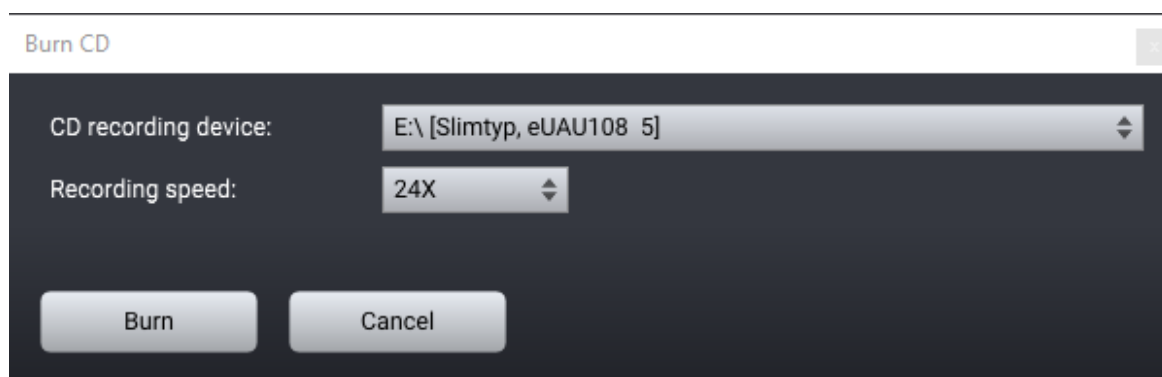 Burn CD
x
CD recording device: E:\ [Slimtyp, eUAU108  5]
Recording speed: 24X
Burn Cancel